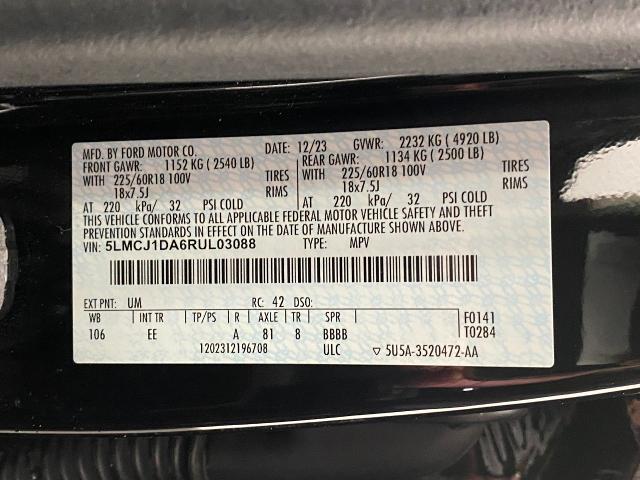 MFD. BY FORD MOTOR CO. DATE: 12/23 GVWR: 2232 KG ( 4920 LB)
FRONT GAWR: 1152 KG ( 2540 LB) REAR GAWR: 1134 KG ( 2500 LB)
WITH 225/60R18 100V TIRES WITH 225/60R18 100V TIRES
18x7.5J RIMS 18x7.5J RIMS
AT 220 kPa/ 32 PSI COLD AT 220 kPa/ 32 PSI COLD
THIS VEHICLE CONFORMS TO ALL APPLICABLE FEDERAL MOTOR VEHICLE SAFETY AND THEFT
PREVENTION STANDARDS IN EFFECT ON THE DATE OF MANUFACTURE SHOWN ABOVE.
VIN: 5LMCJ1DA6RUL03088 TYPE: MPV
EXT PNT: UM RC: 42 DSO:
WB INT TR TP/PS R AXLE TR SPR F0141
106 EE A 81 8 BBBB T0284
1202312196708 ULC ▽ 5U5A-3520472-AA